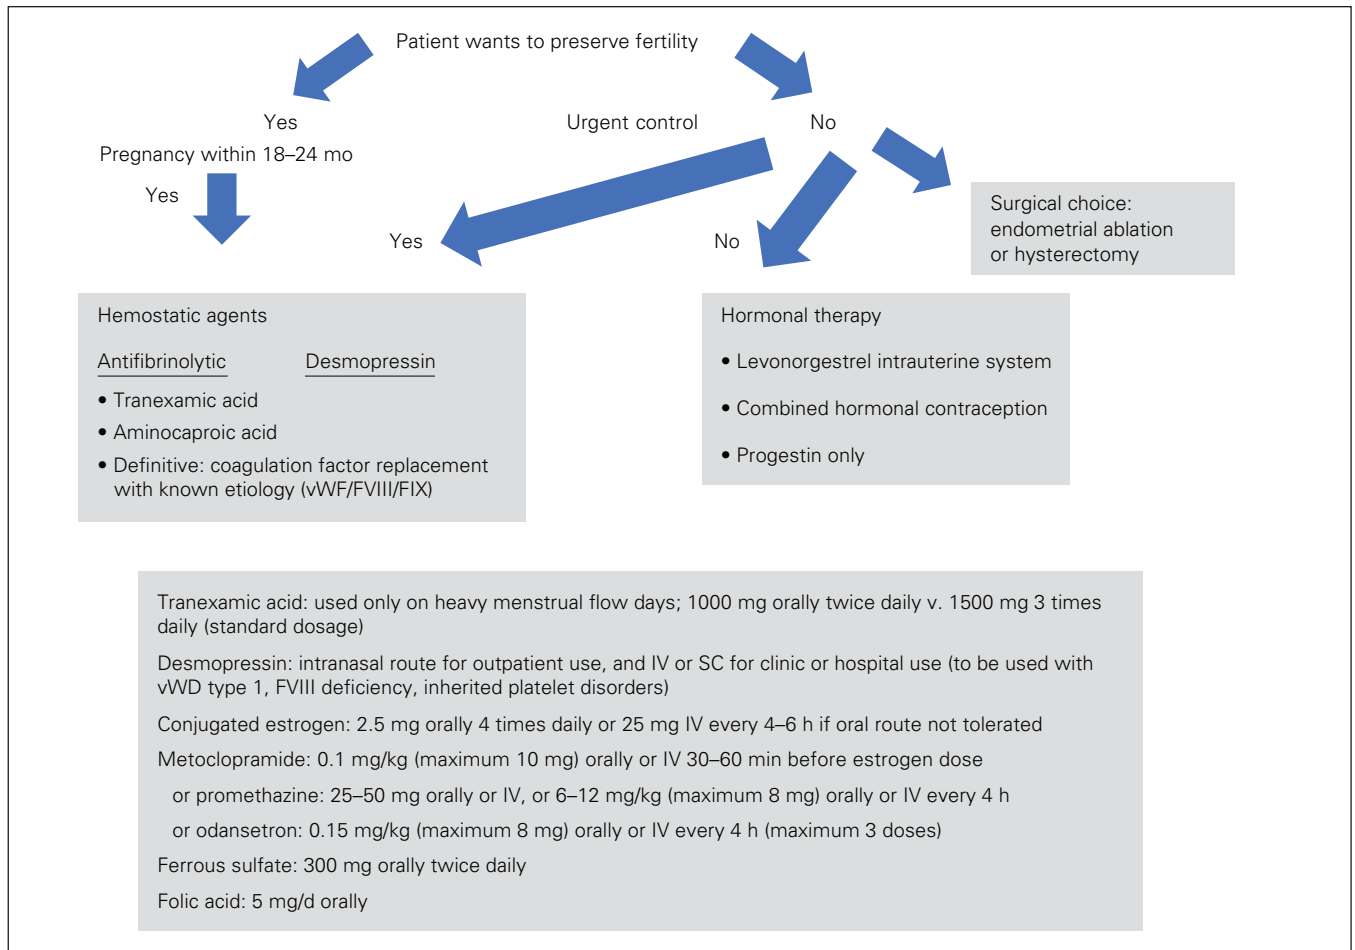 Patient wants to preserve fertility
Yes
Urgent control
No
Pregnancy within 18–24 mo
Yes
Yes
No
Surgical choice:
endometrial ablation
or hysterectomy
Hemostatic agents
Antifibrinolytic
Desmopressin
• Tranexamic acid
• Aminocaproic acid
• Definitive: coagulation factor replacement
with known etiology (vWF/FVIII/FIX)
Hormonal therapy
• Levonorgestrel intrauterine system
• Combined hormonal contraception
• Progestin only
Tranexamic acid: used only on heavy menstrual flow days; 1000 mg orally twice daily v. 1500 mg 3 times
daily (standard dosage)
Desmopressin: intranasal route for outpatient use, and IV or SC for clinic or hospital use (to be used with
vWD type 1, FVIII deficiency, inherited platelet disorders)
Conjugated estrogen: 2.5 mg orally 4 times daily or 25 mg IV every 4–6 h if oral route not tolerated
Metoclopramide: 0.1 mg/kg (maximum 10 mg) orally or IV 30–60 min before estrogen dose
or promethazine: 25–50 mg orally or IV, or 6–12 mg/kg (maximum 8 mg) orally or IV every 4 h
or odansetron: 0.15 mg/kg (maximum 8 mg) orally or IV every 4 h (maximum 3 doses)
Ferrous sulfate: 300 mg orally twice daily
Folic acid: 5 mg/d orally